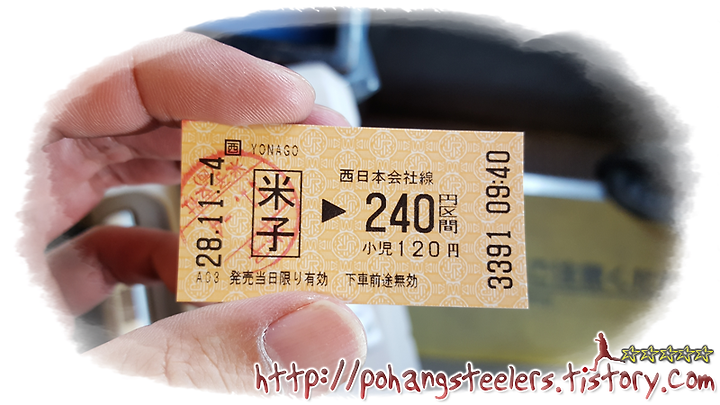 西 YONAGO
28.11.-4
米子
▶
西日本会社線
240円区間
小児120円
3391 09:40
A03 発売当日限り有効 下車前途無効
http://pohangsteelers.tistory.com